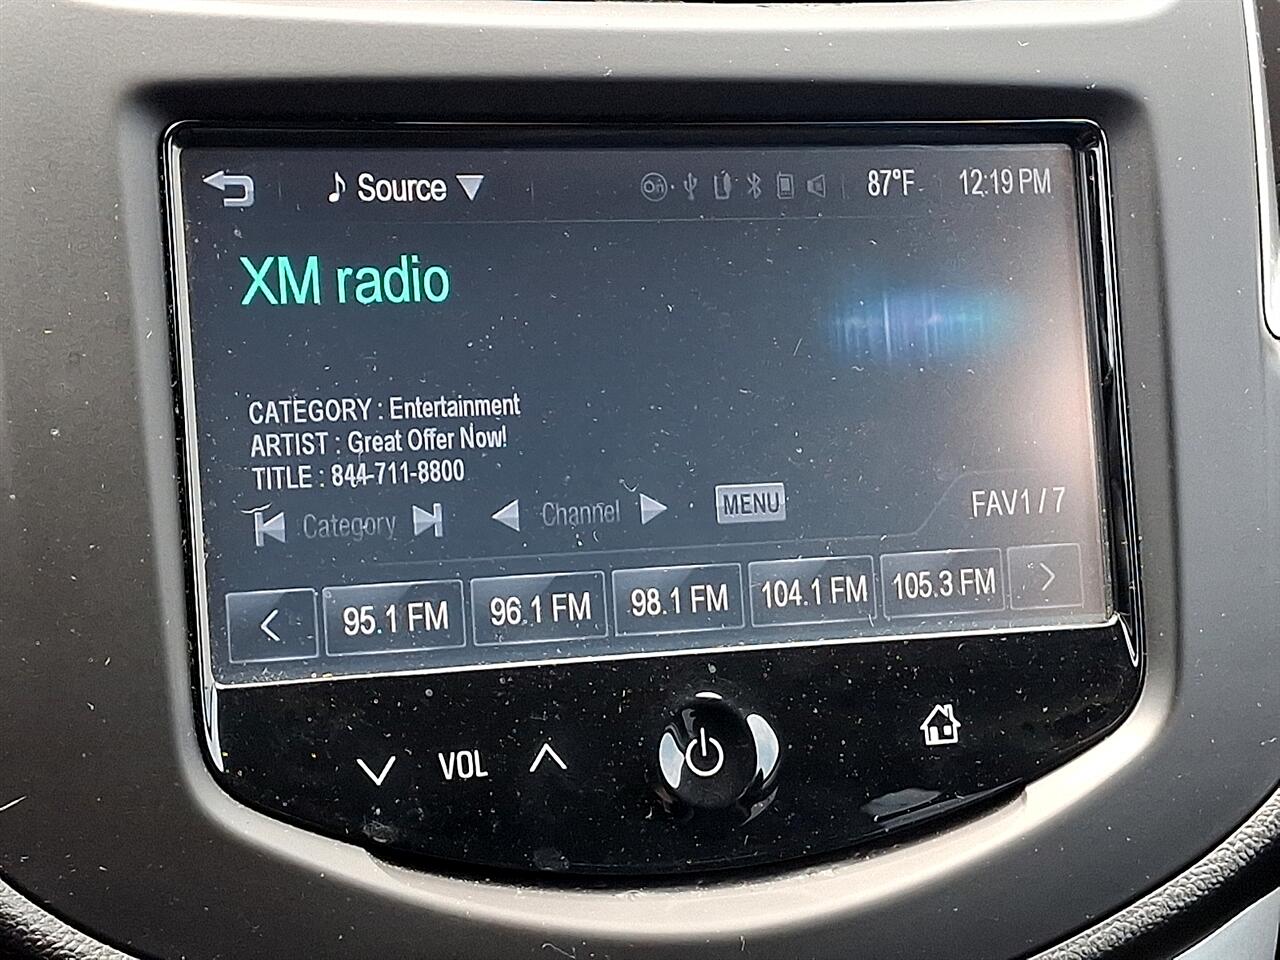 Source 87°F 12:19 PM
XM radio
CATEGORY : Entertainment
ARTIST : Great Offer Now!
TITLE : 844-711-8800
Category Channel MENU FAV1 / 7
95.1 FM 96.1 FM 98.1 FM 104.1 FM 105.3 FM
VOL